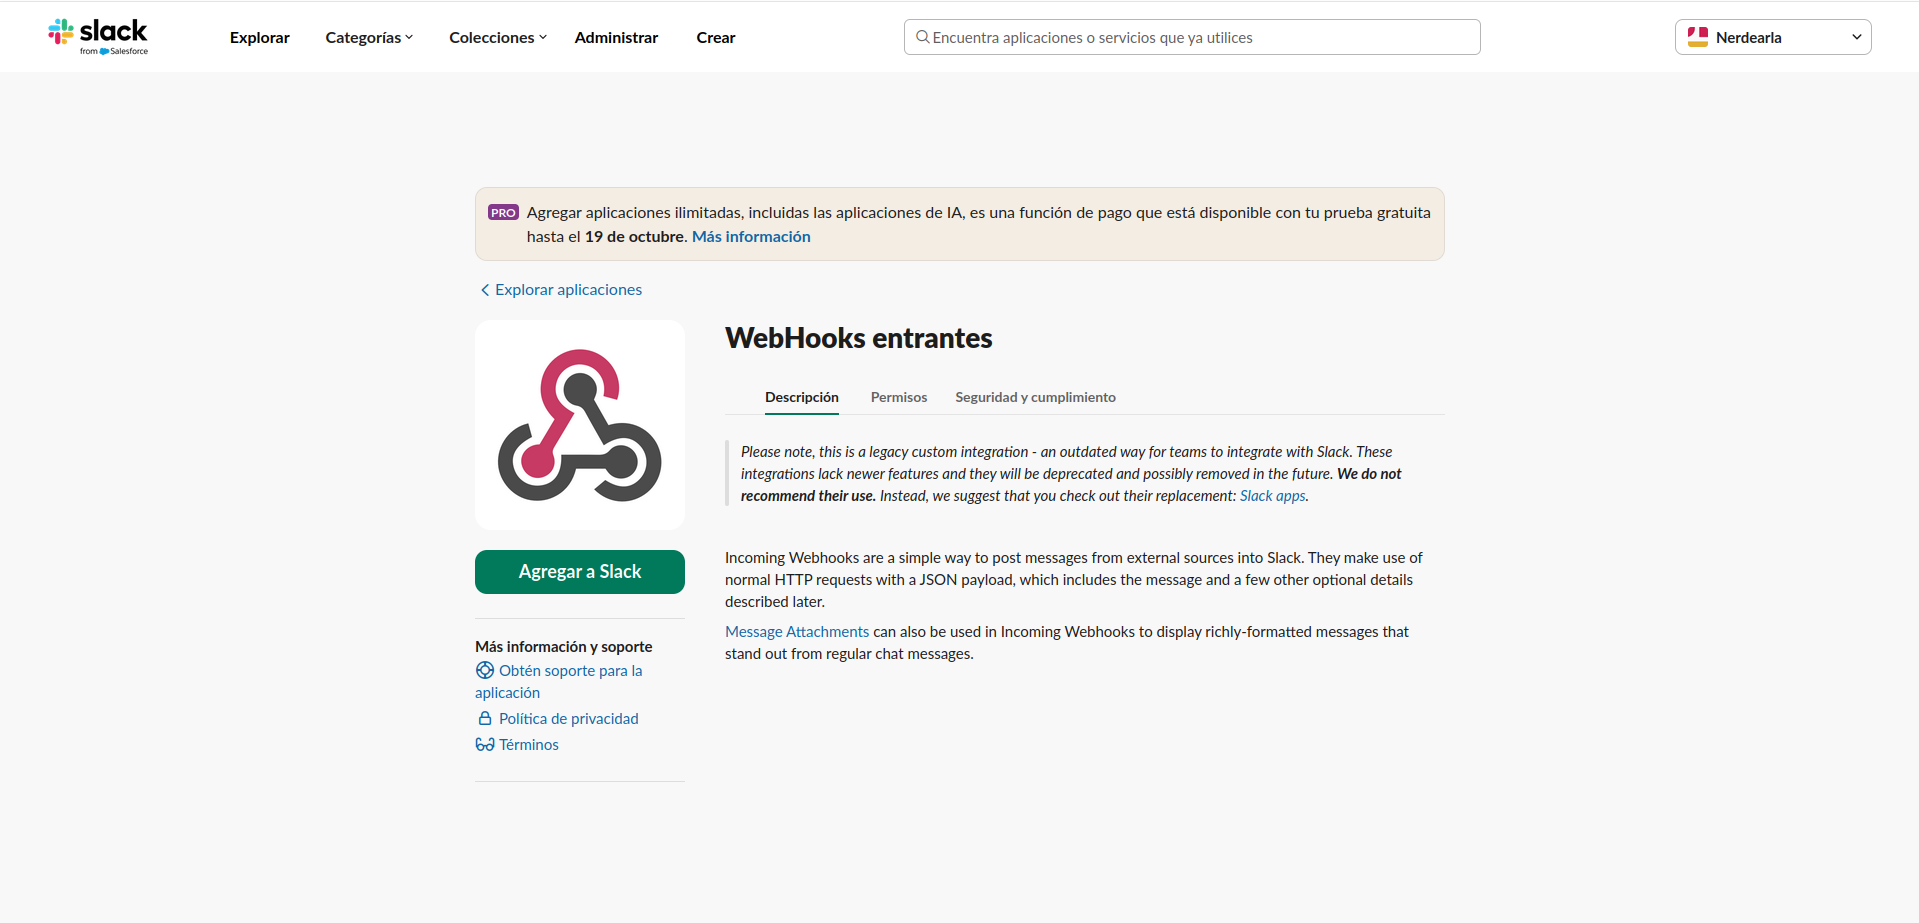 slack
from Salesforce
Explorar
Categorías
Colecciones
Administrar
Crear
Encuentra aplicaciones o servicios que ya utilices
Nerdearla
PRO
Agregar aplicaciones ilimitadas, incluidas las aplicaciones de IA, es una función de pago que está disponible con tu prueba gratuita
hasta el 19 de octubre. Más información
Explorar aplicaciones
WebHooks entrantes
Descripción
Permisos
Seguridad y cumplimiento
Please note, this is a legacy custom integration - an outdated way for teams to integrate with Slack. These
integrations lack newer features and they will be deprecated and possibly removed in the future. We do not
recommend their use. Instead, we suggest that you check out their replacement: Slack apps.
Agregar a Slack
Incoming Webhooks are a simple way to post messages from external sources into Slack. They make use of
normal HTTP requests with a JSON payload, which includes the message and a few other optional details
described later.
Message Attachments can also be used in Incoming Webhooks to display richly-formatted messages that
stand out from regular chat messages.
Más información y soporte
Obtén soporte para la
aplicación
Política de privacidad
Términos